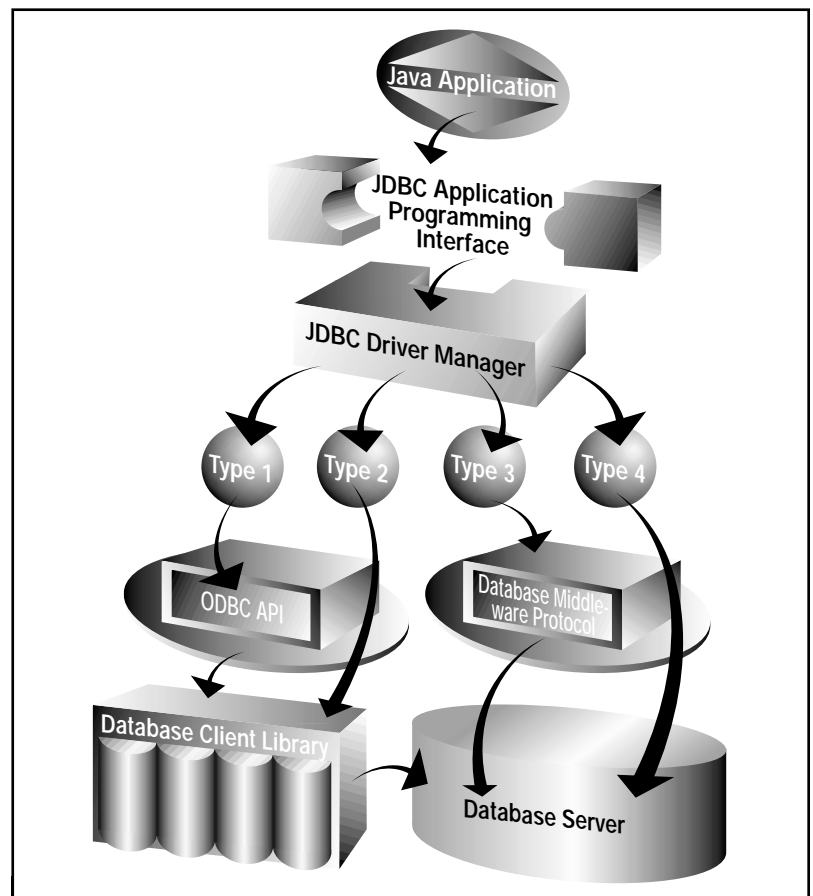 Java Application
JDBC Application
Programming
Interface
JDBC Driver Manager
Type 1
Type 2
Type 3
Type 4
ODBC API
Database Middle-
ware Protocol
Database Client Library
Database Server